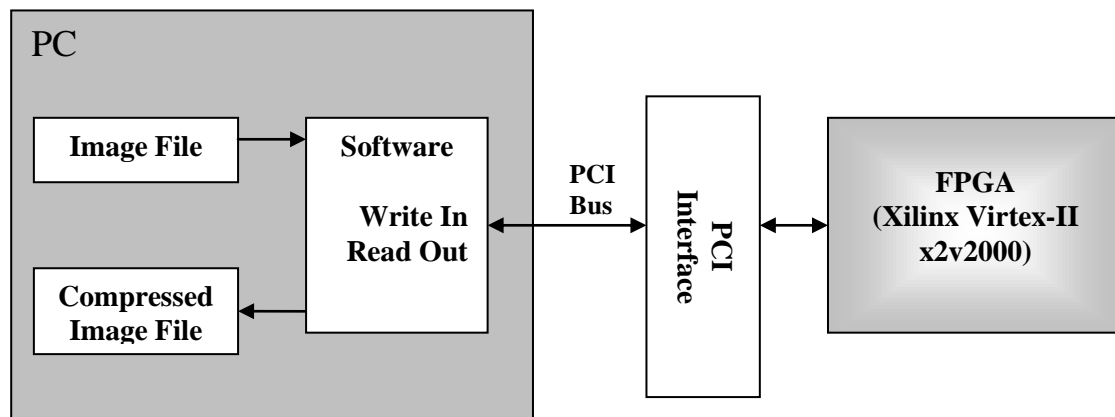 PC
Image File
Software
Write In
Read Out
Compressed
Image File
PCI
Bus
PCI
Interface
FPGA
(Xilinx Virtex-II
x2v2000)